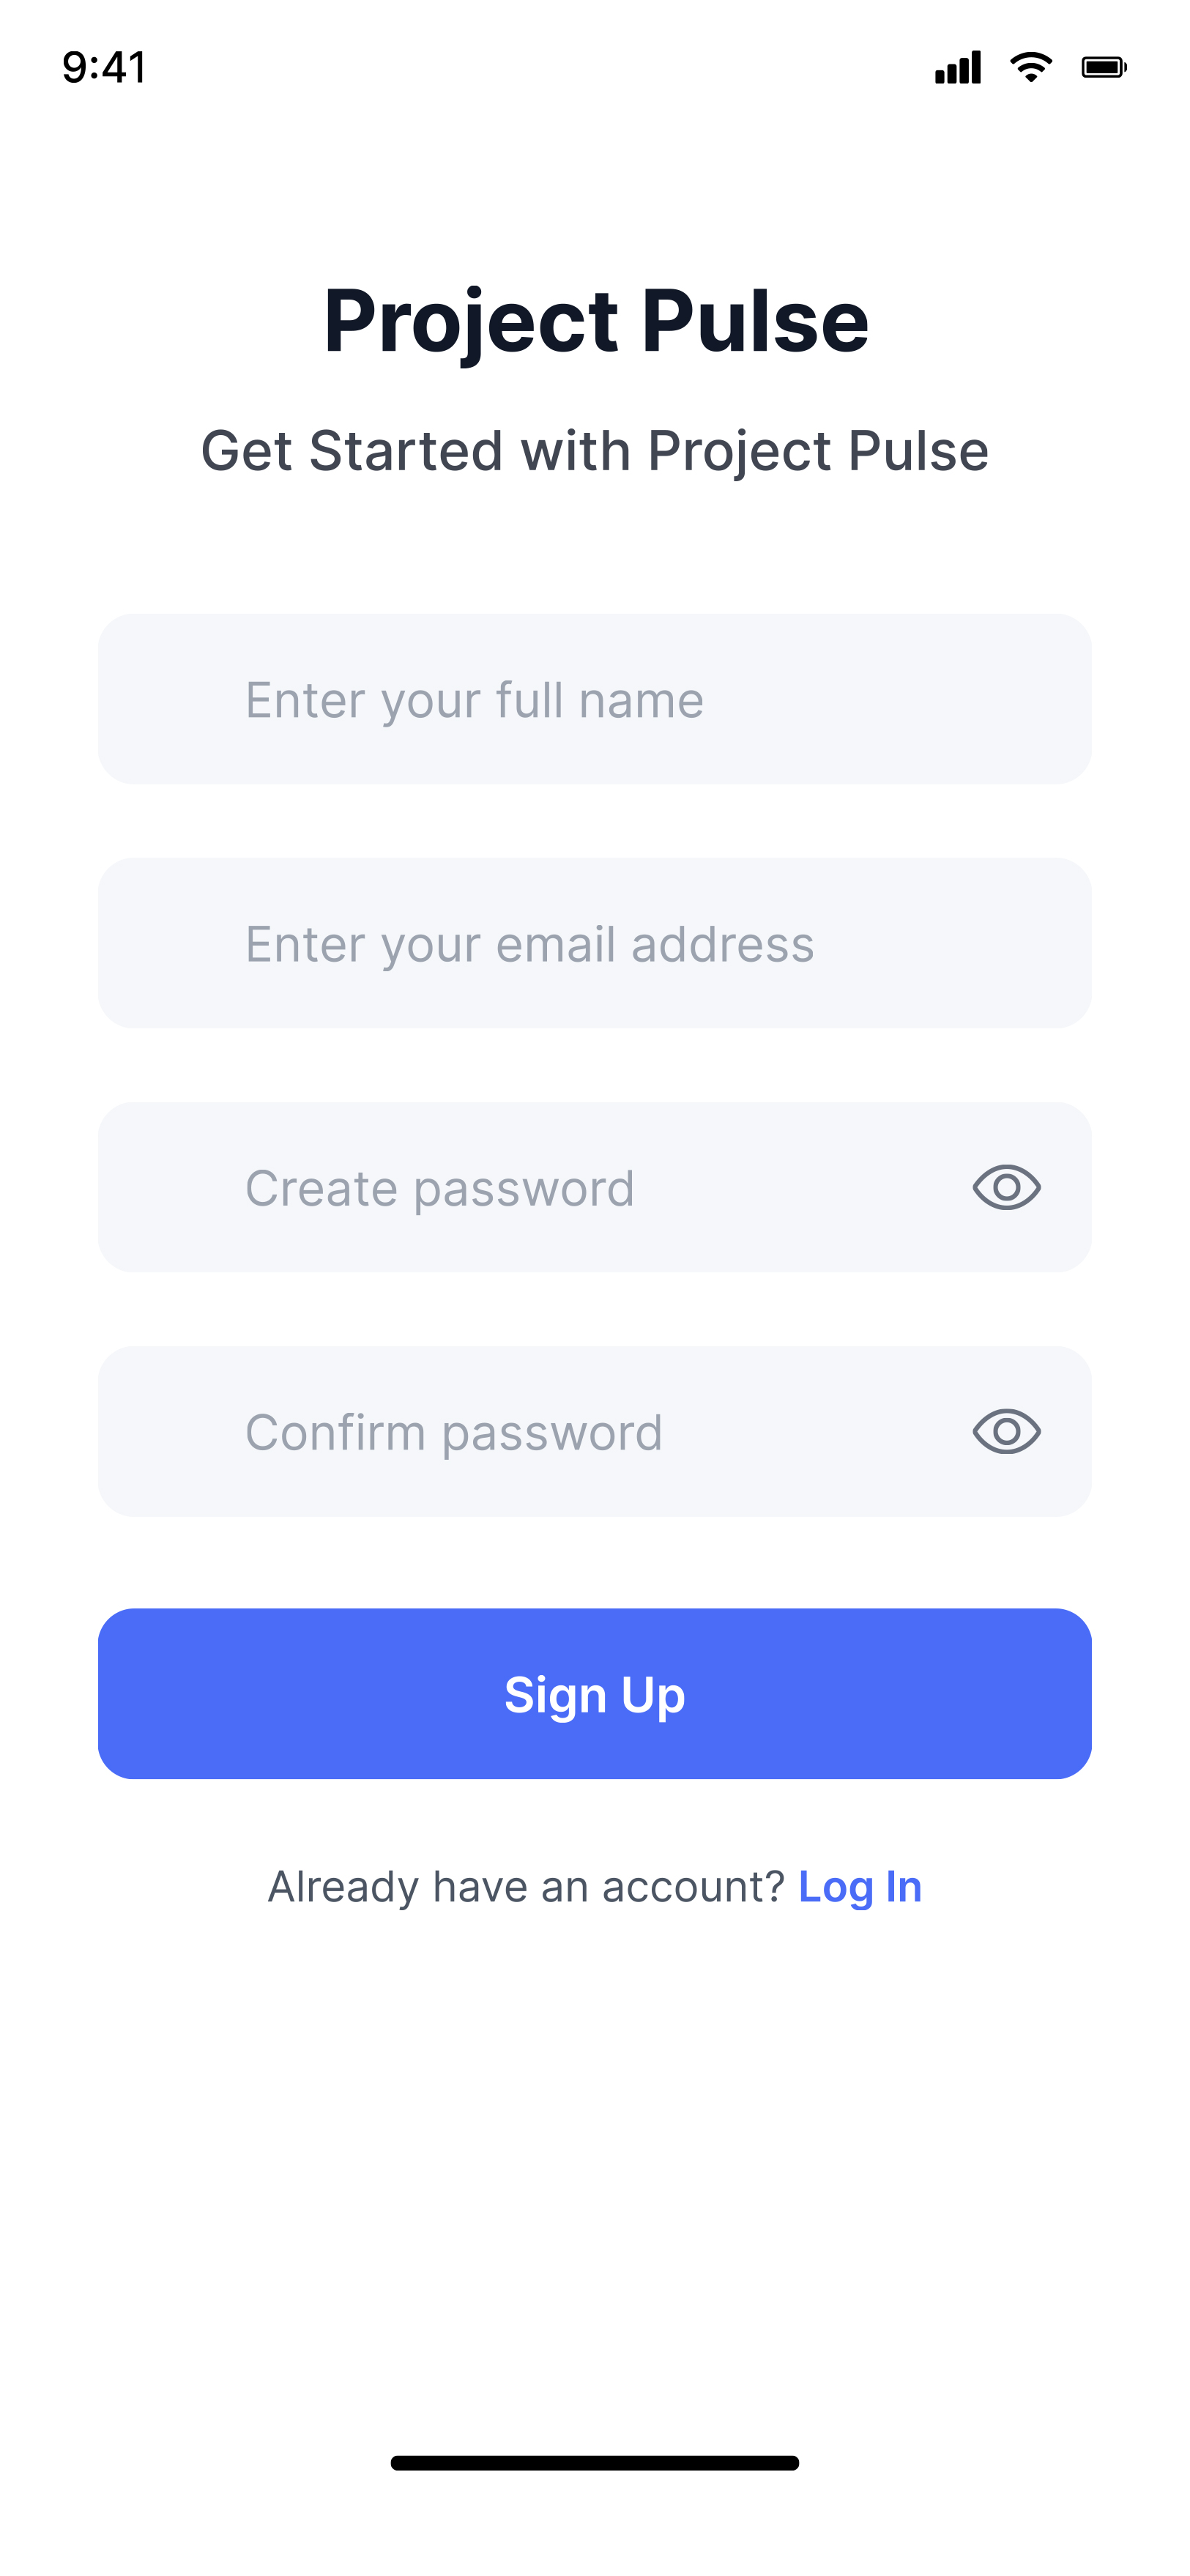 9:41
Project Pulse
Get Started with Project Pulse
Enter your full name
Enter your email address
Create password
Confirm password
Sign Up
Already have an account? Log In